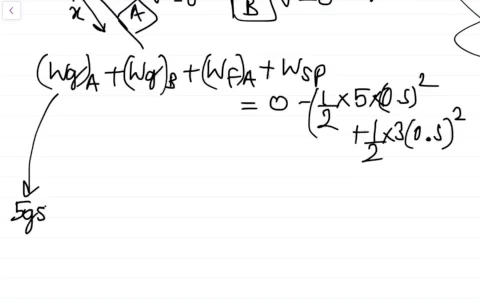 x A B
(Wg)A + (Wg)B + (Wf)A + Wsp
= 0 - (1/2 × 5 × (0.5)^2
+ 1/2 × 3 (0.5)^2
5gs